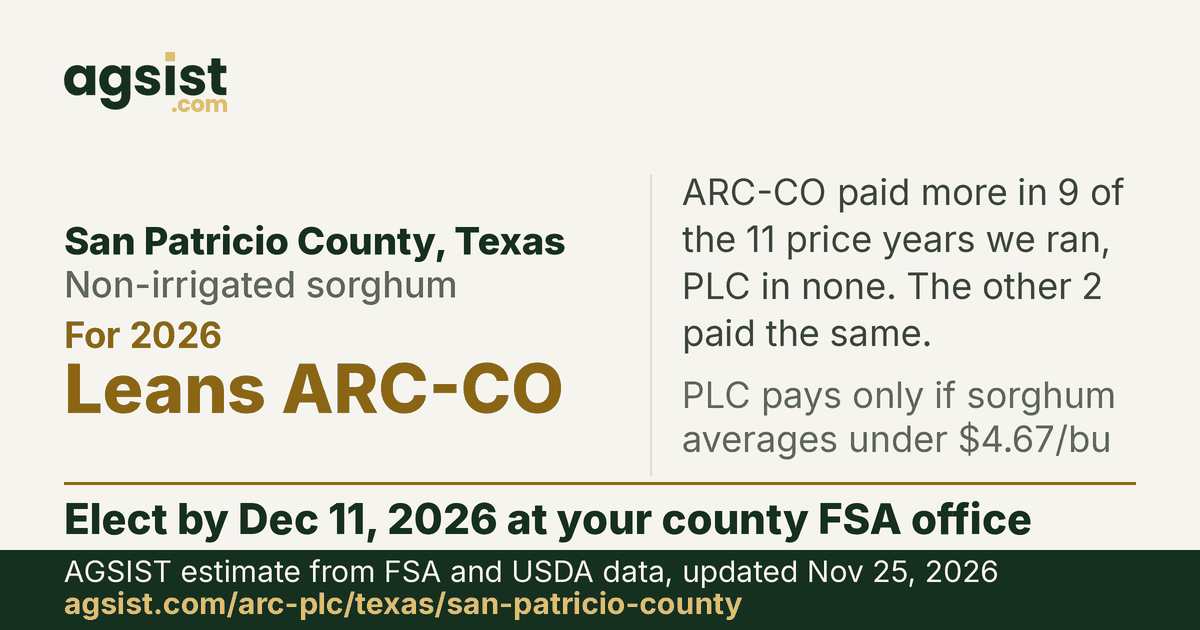 agsist
.com
San Patricio County, Texas
Non-irrigated sorghum
For 2026
Leans ARC-CO
ARC-CO paid more in 9 of
the 11 price years we ran,
PLC in none. The other 2
paid the same.
PLC pays only if sorghum
averages under $4.67/bu
Elect by Dec 11, 2026 at your county FSA office
AGSIST estimate from FSA and USDA data, updated Nov 25, 2026
agsist.com/arc-plc/texas/san-patricio-county